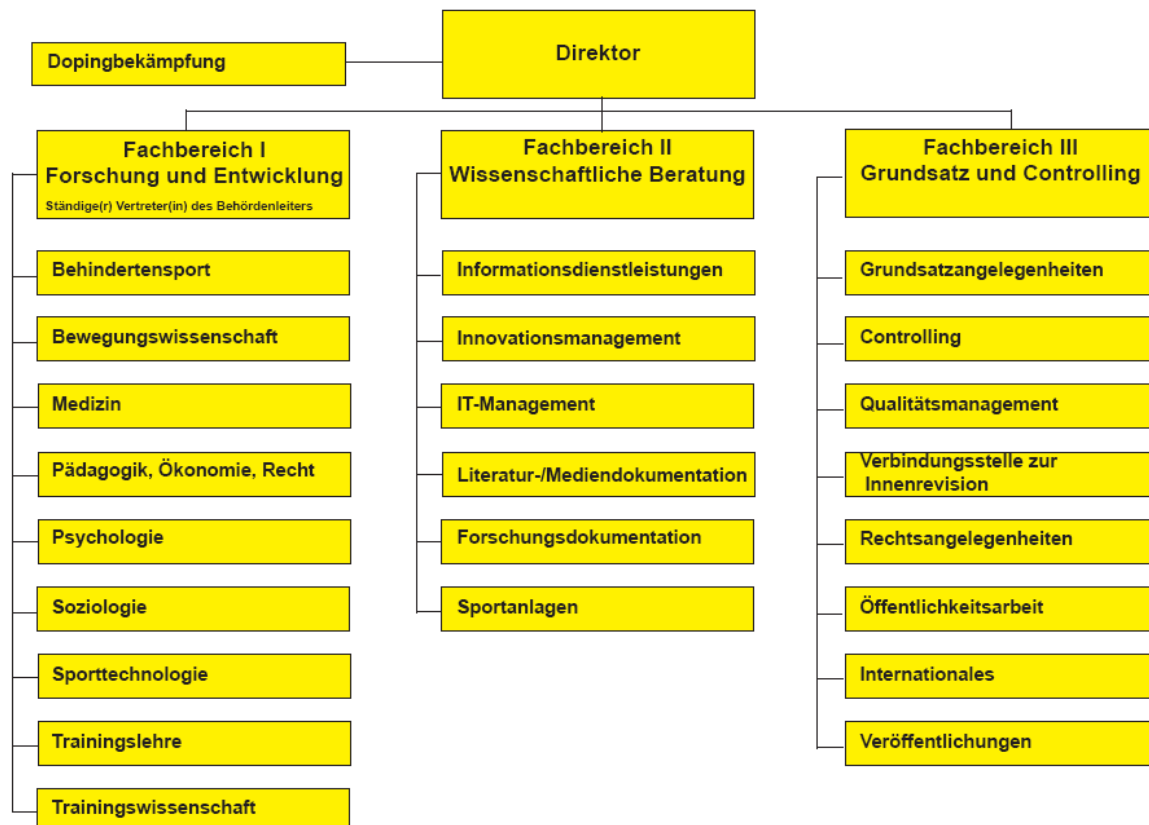 Direktor
Dopingbekämpfung
Fachbereich I
Forschung und Entwicklung
Ständige(r) Vertreter(in) des Behördenleiters
Behindertensport
Bewegungswissenschaft
Medizin
Pädagogik, Ökonomie, Recht
Psychologie
Soziologie
Sporttechnologie
Trainingslehre
Trainingswissenschaft
Fachbereich II
Wissenschaftliche Beratung
Informationsdienstleistungen
Innovationsmanagement
IT-Management
Literatur-/Mediendokumentation
Forschungsdokumentation
Sportanlagen
Fachbereich III
Grundsatz und Controlling
Grundsatzangelegenheiten
Controlling
Qualitätsmanagement
Verbindungsstelle zur
Innenrevision
Rechtsangelegenheiten
Öffentlichkeitsarbeit
Internationales
Veröffentlichungen